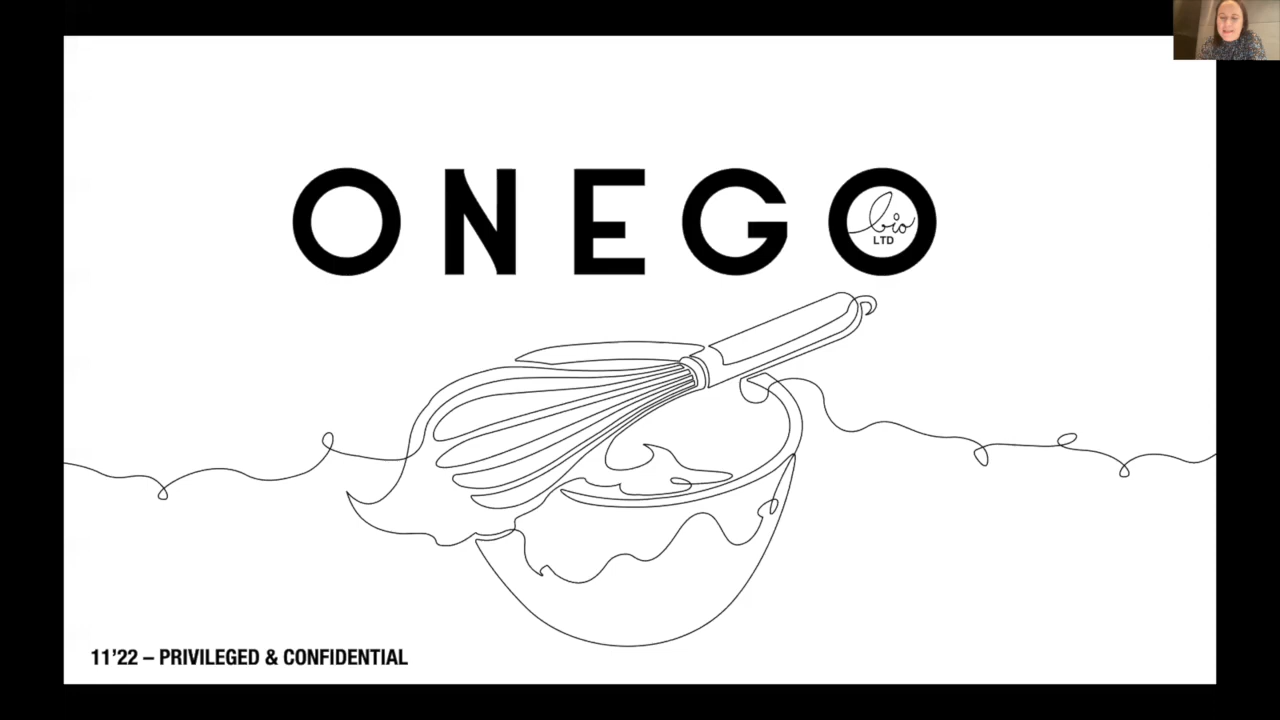 ONEGO
bio
LTD
11'22 – PRIVILEGED & CONFIDENTIAL